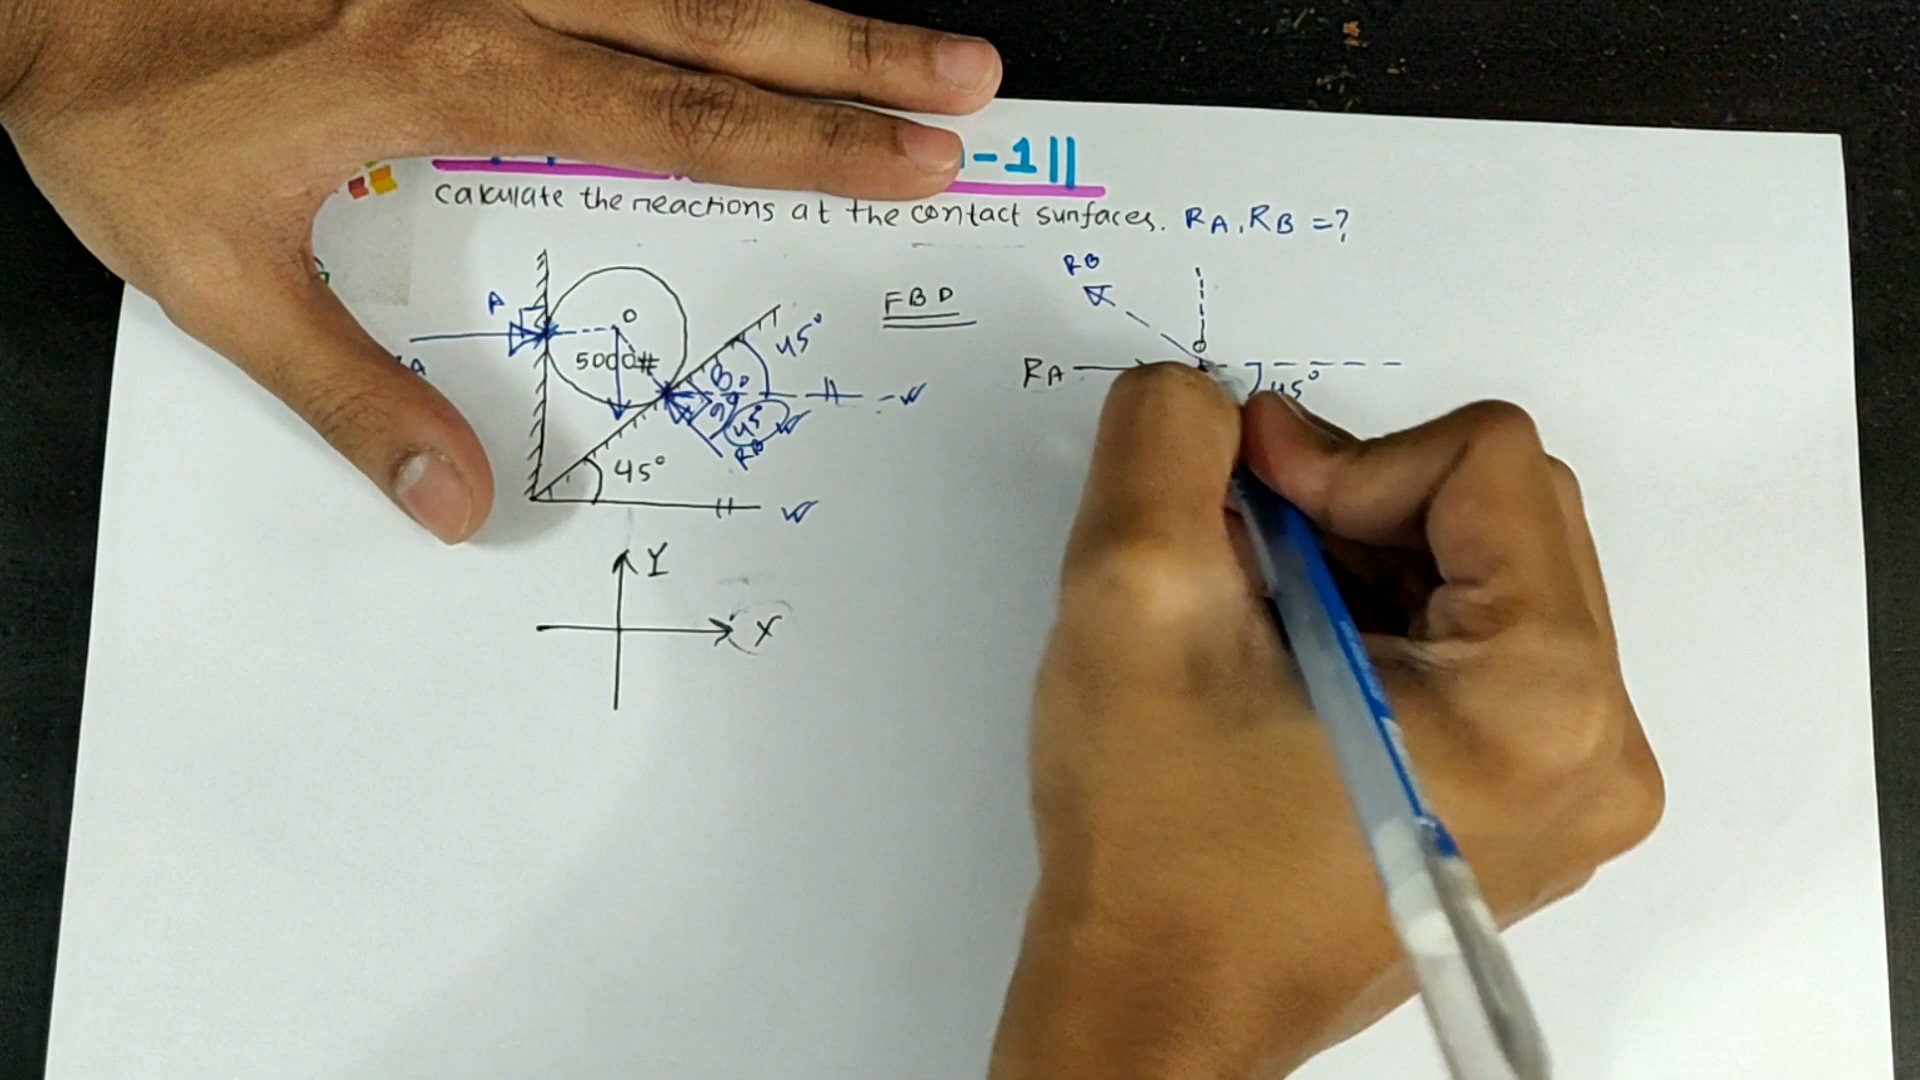 -1||
calculate the reactions at the contact surfaces. RA, RB =?
RB
A
O
FBD
45°
5000#
B
RA
45°
90
45
RB
45°
Y
X